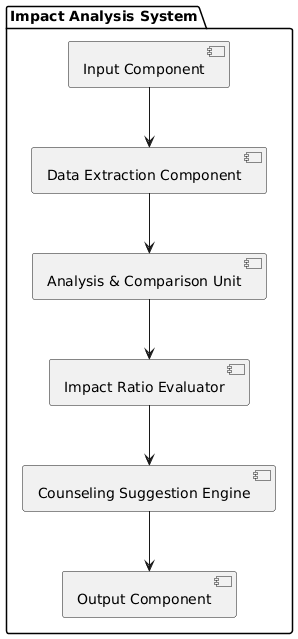 Impact Analysis System
Input Component
Data Extraction Component
Analysis & Comparison Unit
Impact Ratio Evaluator
Counseling Suggestion Engine
Output Component